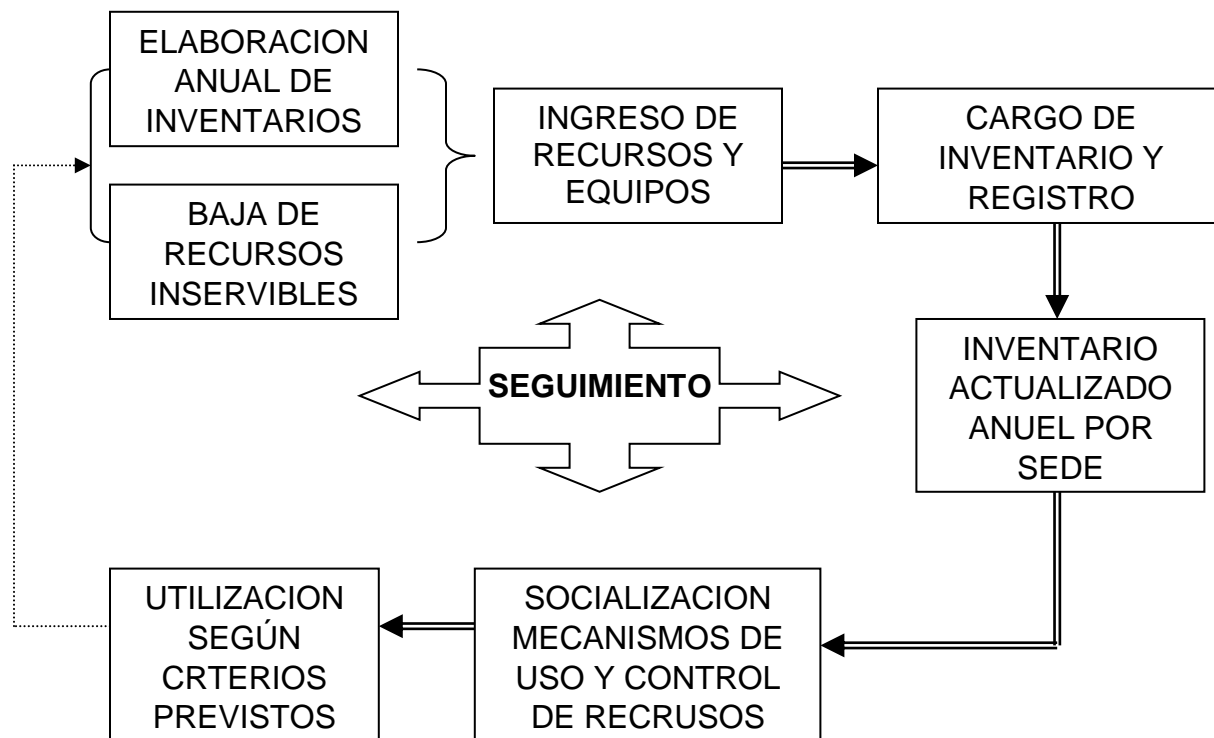 ELABORACION
ANUAL DE
INVENTARIOS
BAJA DE
RECURSOS
INSERVIBLES
INGRESO DE
RECURSOS Y
EQUIPOS
CARGO DE
INVENTARIO Y
REGISTRO
SEGUIMIENTO
INVENTARIO
ACTUALIZADO
ANUEL POR
SEDE
SOCIALIZACION
MECANISMOS DE
USO Y CONTROL
DE RECRUSOS
UTILIZACION
SEGÚN
CRTERIOS
PREVISTOS